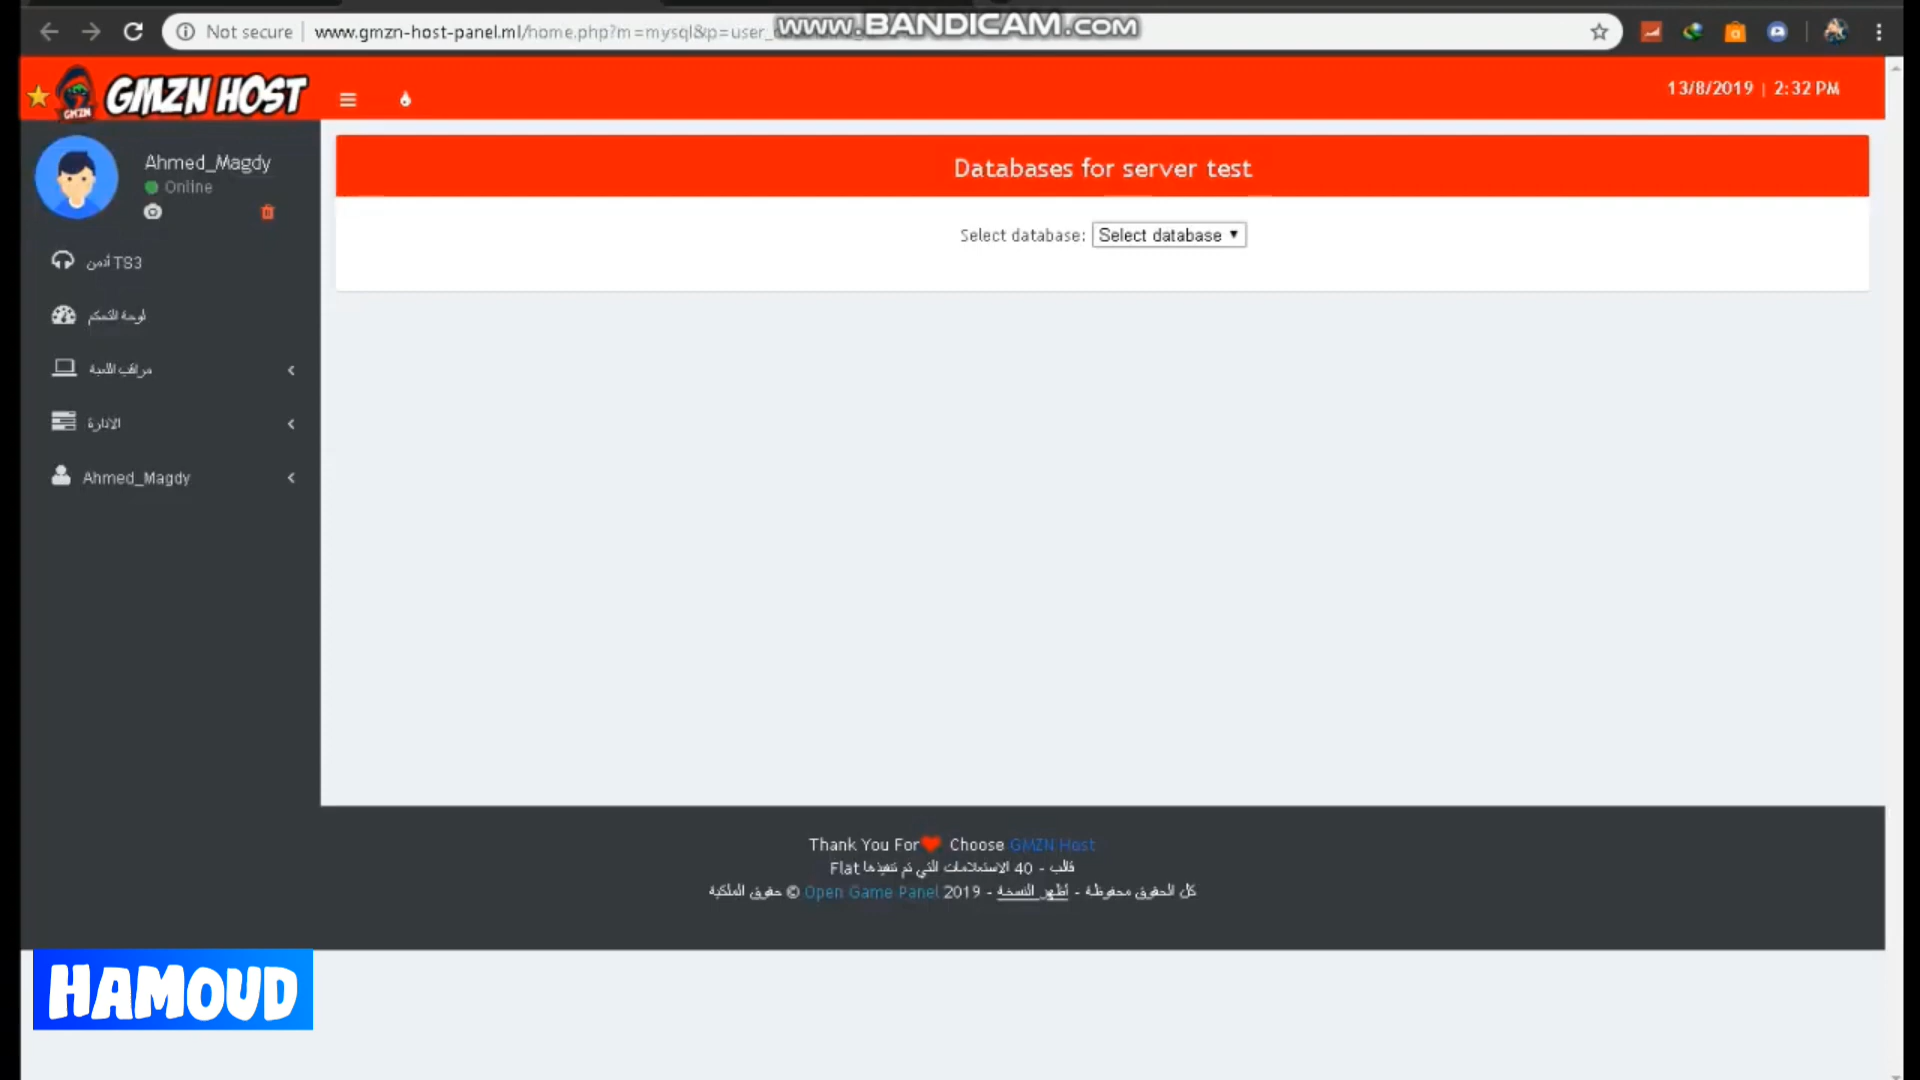 www.BANDICAM.com
Not secure
www.gmzn-host-panel.ml/home.php?m=mysql&p=user_
GMZN
GMZN HOST
13/8/2019 | 2:32 PM
Ahmed_Magdy
Online
Databases for server test
Select database: Select database
أدمن TS3
لوحة التحكم
مراقب اللعبة
الادارة
Ahmed_Magdy
Thank You For Choose GMZN Host
قالب - 40 الاستعلامات التي تم تنفيذها Flat
كل الحقوق محفوظة - أظهر النسخة - 2019 Open Game Panel © حقوق الملكية
HAMOUD